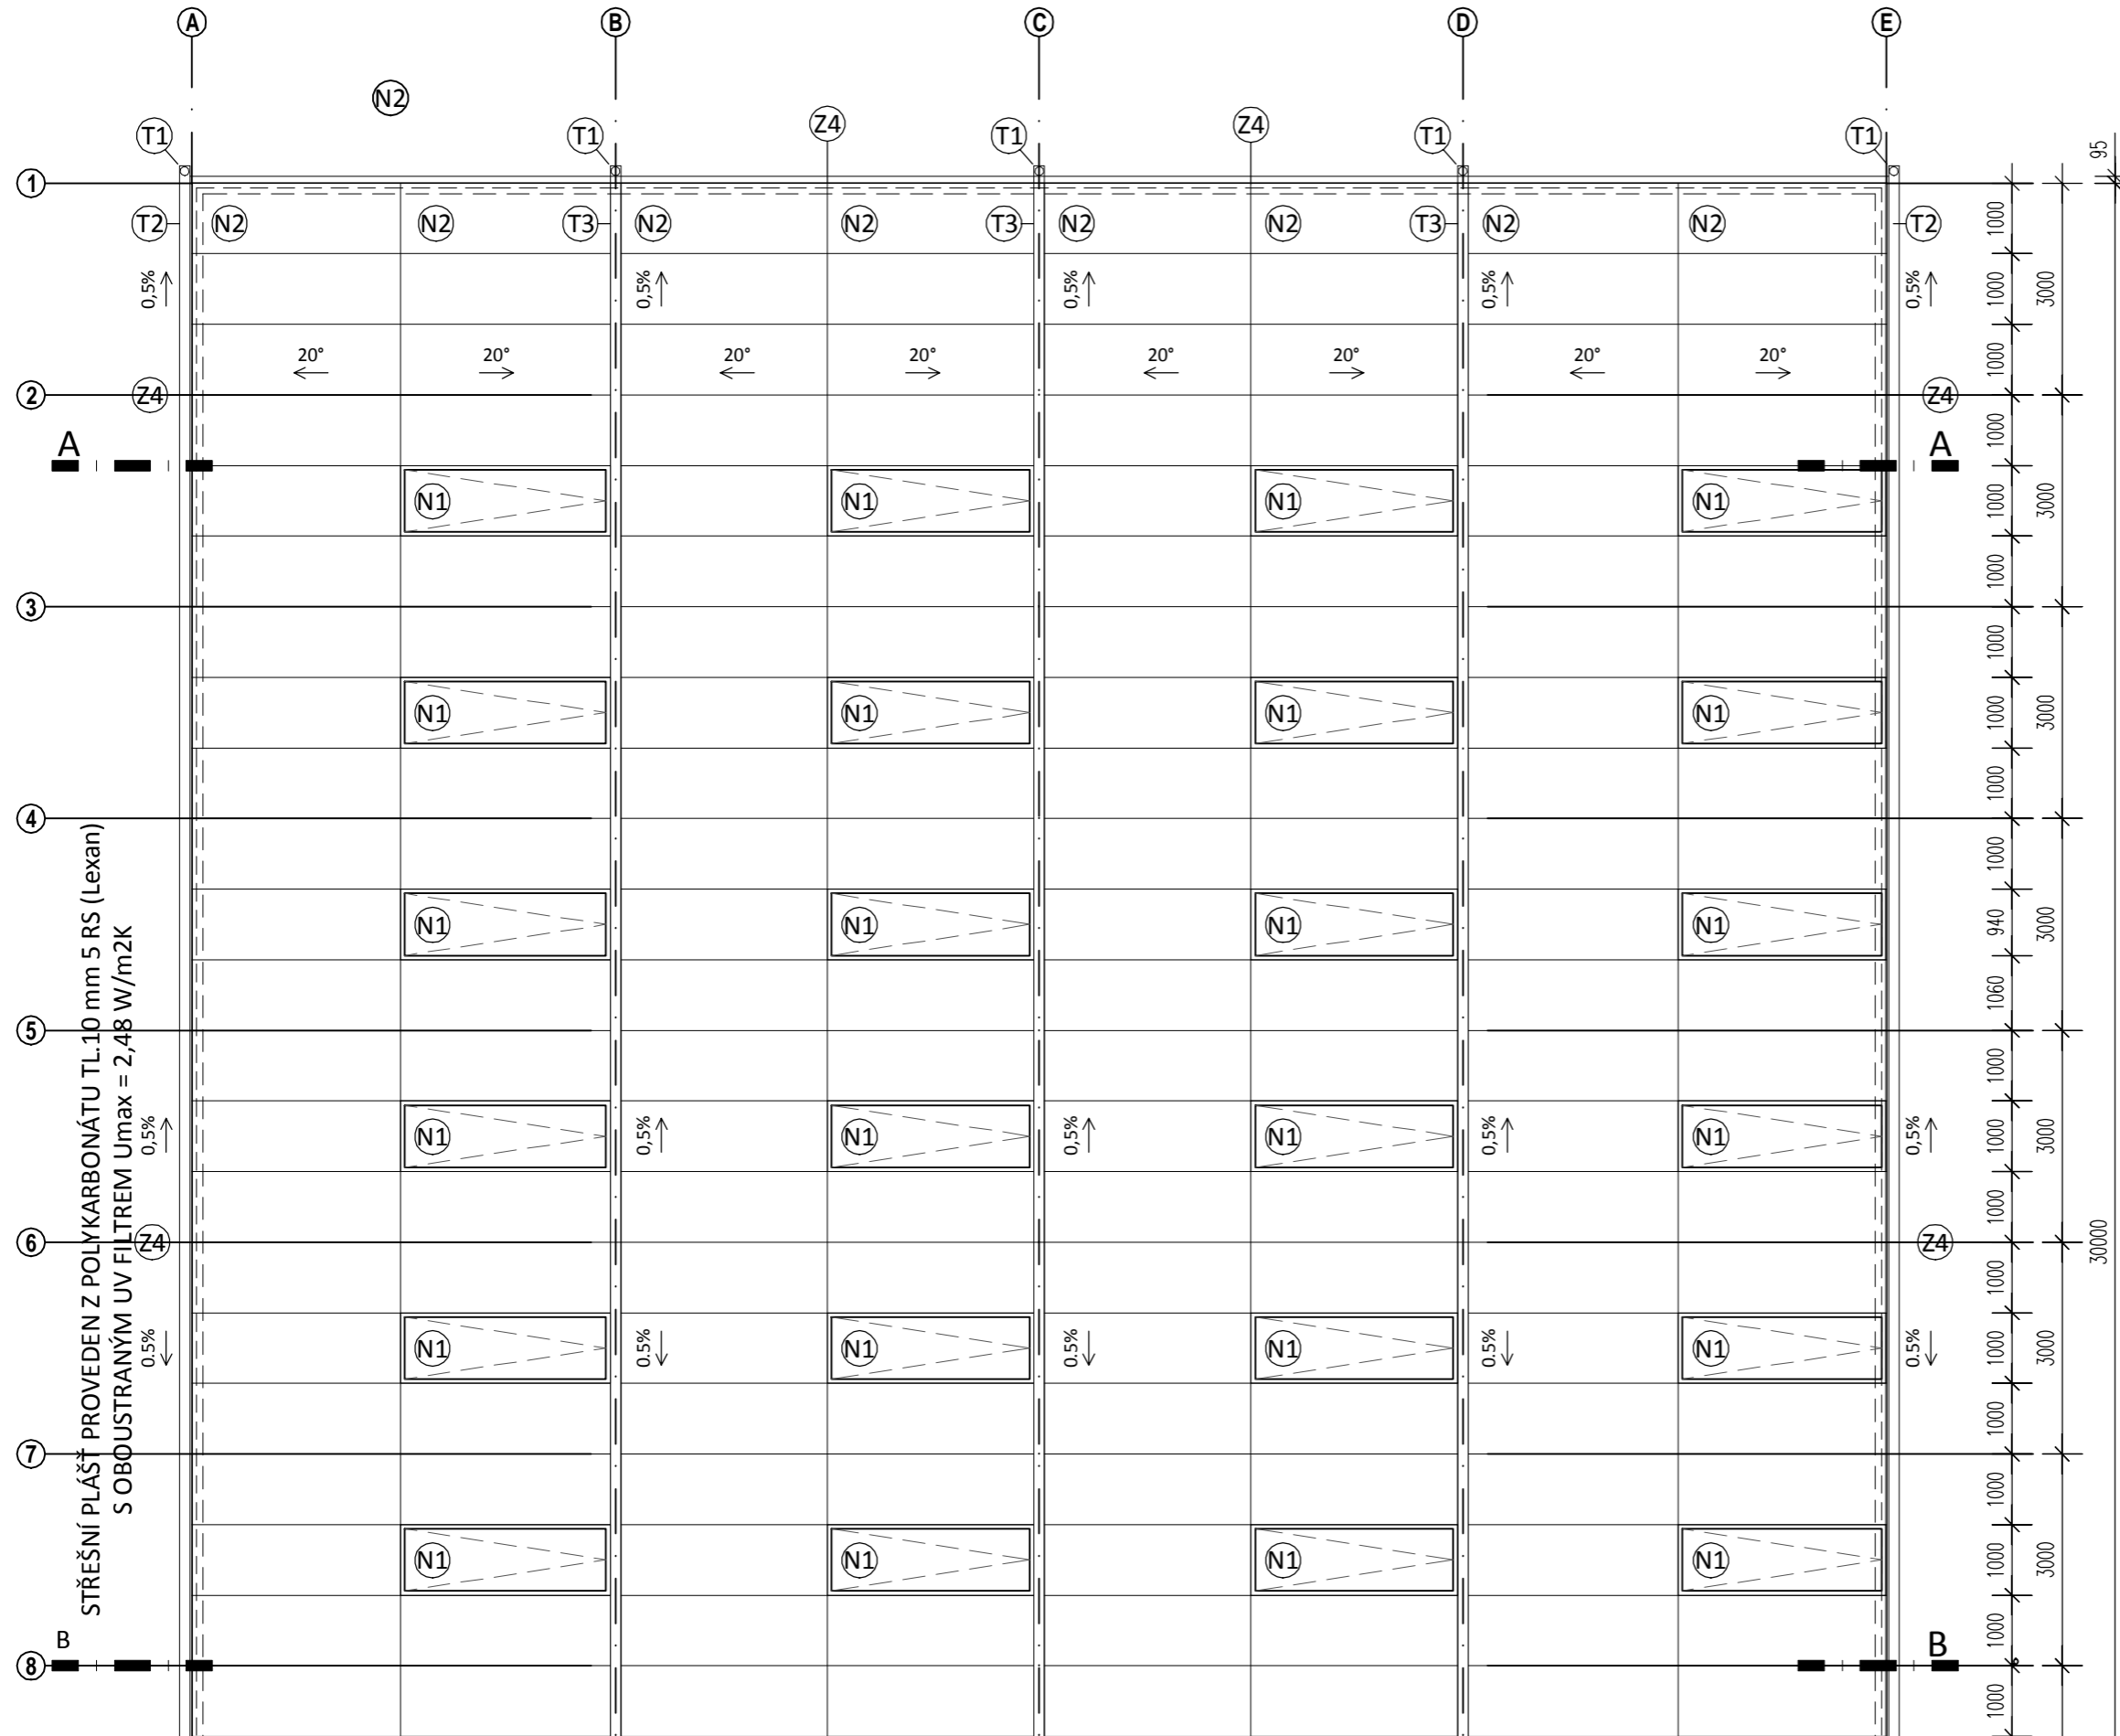 A B C D E
N2
Z4 Z4
T1 T1 T1 T1 T1
95
1
T2 N2 N2 T3 N2 N2 T3 N2 N2 T3 N2 N2 T2
1000
0,5% 0,5% 0,5% 0,5% 0,5%
1000 3000
20° 20° 20° 20° 20° 20° 20° 20°
1000
2 Z4 Z4
1000
A A
N1 N1 N1 N1
1000 3000
1000
3
1000
N1 N1 N1 N1
1000 3000
1000
4
1000
N1 N1 N1 N1
940 3000
1060
5
1000
0,5% N1 0,5% N1 0,5% N1 0,5% N1 0,5%
1000 3000
1000
6 Z4 Z4
30000
1000
0.5% N1 0.5% N1 0.5% N1 0.5% N1 0.5%
1000 3000
1000
7
1000
N1 N1 N1 N1
1000 3000
1000
B B
8
1000
STŘEŠNÍ PLÁŠŤ PROVEDEN Z POLYKARBONÁTU TL.10 mm 5 RS (Lexan)
S OBOUSTRANÝM UV FILTREM Umax = 2,48 W/m2K